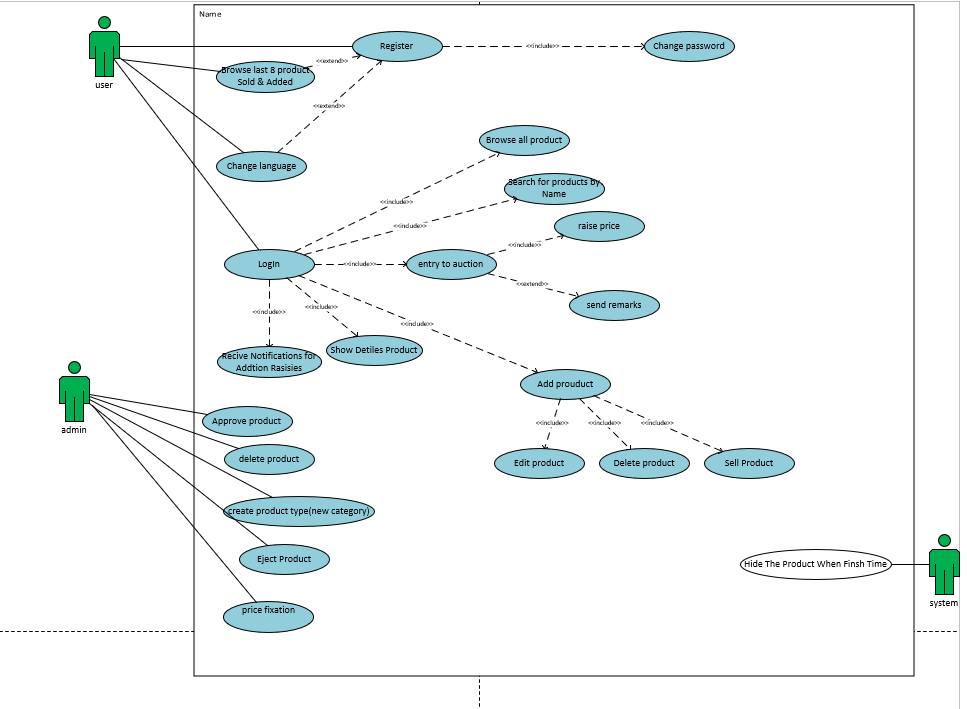 Name
user
Register
<<include>>
Change password
<<extend>>
Browse last 8 product
Sold & Added
<<extend>>
Change language
Browse all product
<<include>>
Search for products by
Name
<<include>>
raise price
<<include>>
LogIn
<<include>>
entry to auction
<<extend>>
send remarks
<<include>>
<<include>>
<<include>>
Recive Notifications for
Addtion Rasisies
Show Detiles Product
Add prouduct
admin
Approve product
<<include>>
<<include>>
<<include>>
delete product
Edit product
Delete product
Sell Product
create product type(new category)
Eject Product
Hide The Product When Finsh Time
system
price fixation